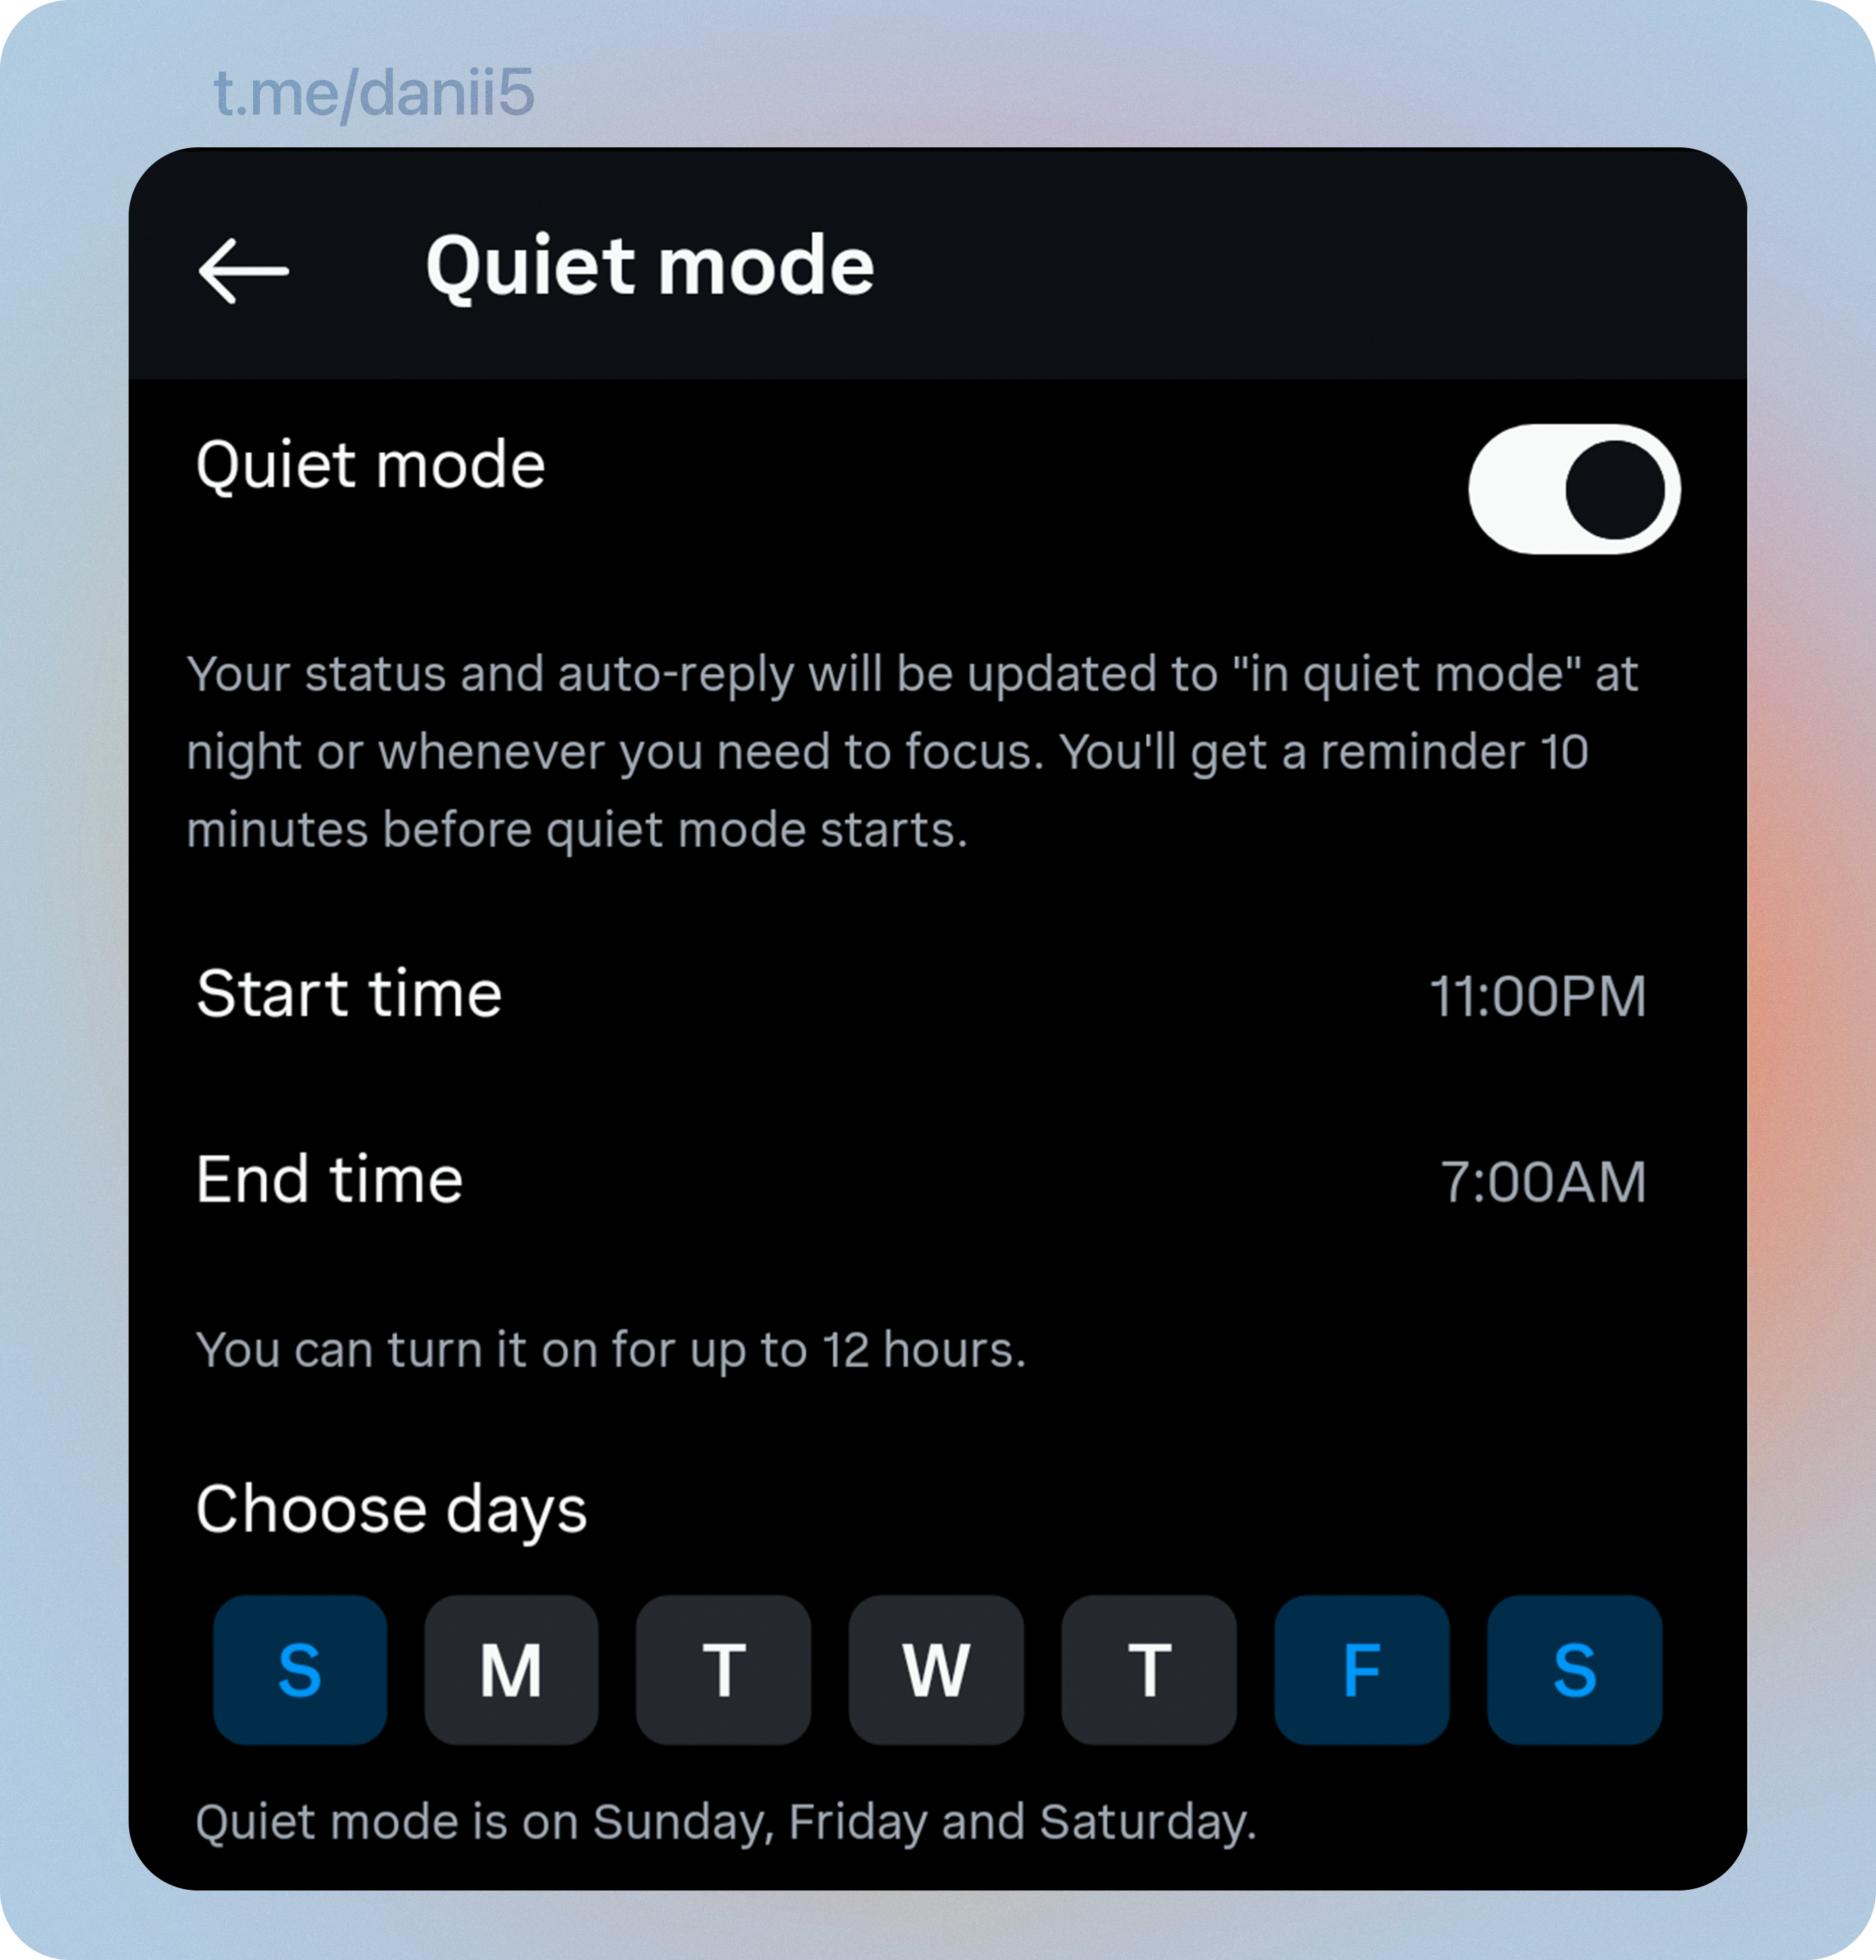 t.me/danii5
Quiet mode
Quiet mode
Your status and auto-reply will be updated to "in quiet mode" at
night or whenever you need to focus. You'll get a reminder 10
minutes before quiet mode starts.
Start time 11:00PM
End time 7:00AM
You can turn it on for up to 12 hours.
Choose days
S M T W T F S
Quiet mode is on Sunday, Friday and Saturday.